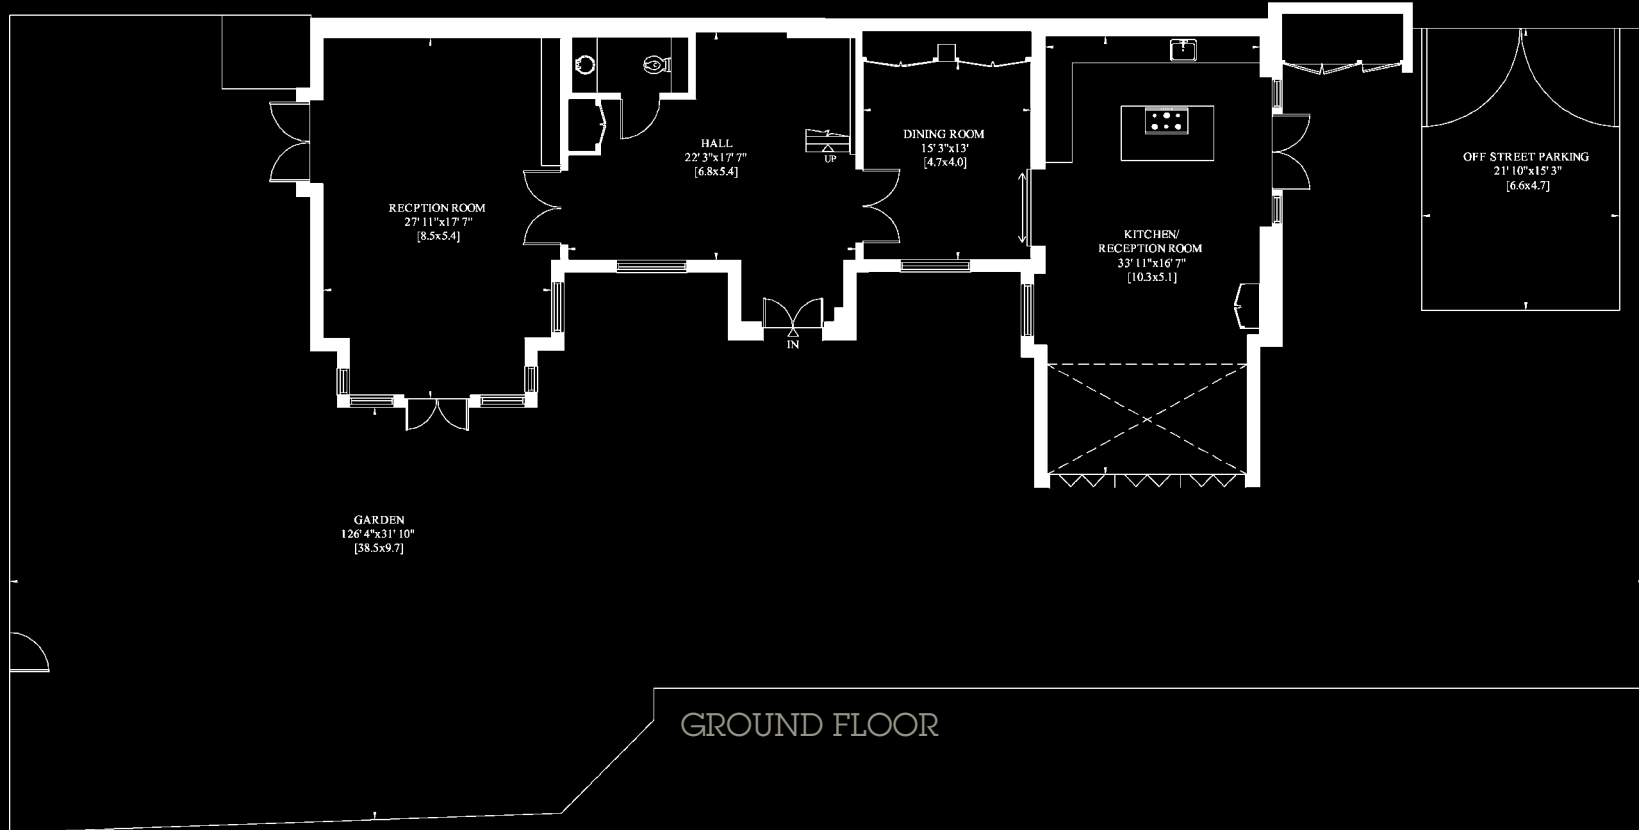 HALL
22' 3"x17' 7"
[6.8x5.4]
UP
DINING ROOM
15' 3"x13'
[4.7x4.0]
OFF STREET PARKING
21' 10"x15' 3"
[6.6x4.7]
RECPTION ROOM
27' 11"x17' 7"
[8.5x5.4]
KITCHEN/
RECEPTION ROOM
33' 11"x16' 7"
[10.3x5.1]
IN
GARDEN
126' 4"x31' 10"
[38.5x9.7]
GROUND FLOOR